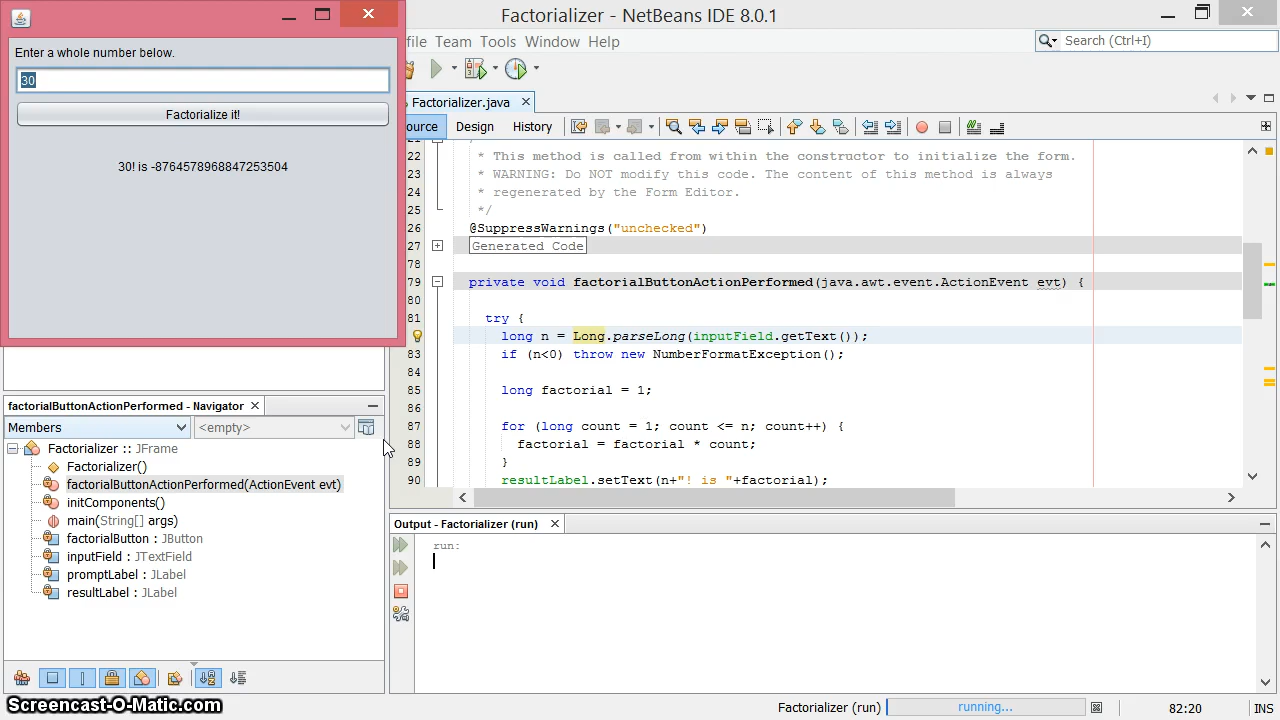 Factorializer - NetBeans IDE 8.0.1
Team Tools Window Help
Search (Ctrl+I)
Enter a whole number below.
30
Factorialize it!
30! is -8764578968847253504
Factorializer.java
Design History
22 * This method is called from within the constructor to initialize the form.
23 * WARNING: Do NOT modify this code. The content of this method is always
24 * regenerated by the Form Editor.
25 */
26 @SuppressWarnings("unchecked")
27 Generated Code
78
79 private void factorialButtonActionPerformed(java.awt.event.ActionEvent evt) {
80
81 try {
long n = Long.parseLong(inputField.getText());
83 if (n<0) throw new NumberFormatException();
84
85 long factorial = 1;
86
87 for (long count = 1; count <= n; count++) {
88 factorial = factorial * count;
89 }
90 resultLabel.setText(n+"! is "+factorial);
factorialButtonActionPerformed - Navigator
Members
<empty>
Factorializer :: JFrame
Factorializer()
factorialButtonActionPerformed(ActionEvent evt)
initComponents()
main(String[] args)
factorialButton : JButton
inputField : JTextField
promptLabel : JLabel
resultLabel : JLabel
Output - Factorializer (run)
run:
Screencast-O-Matic.com
Factorializer (run) running... 82:20 INS